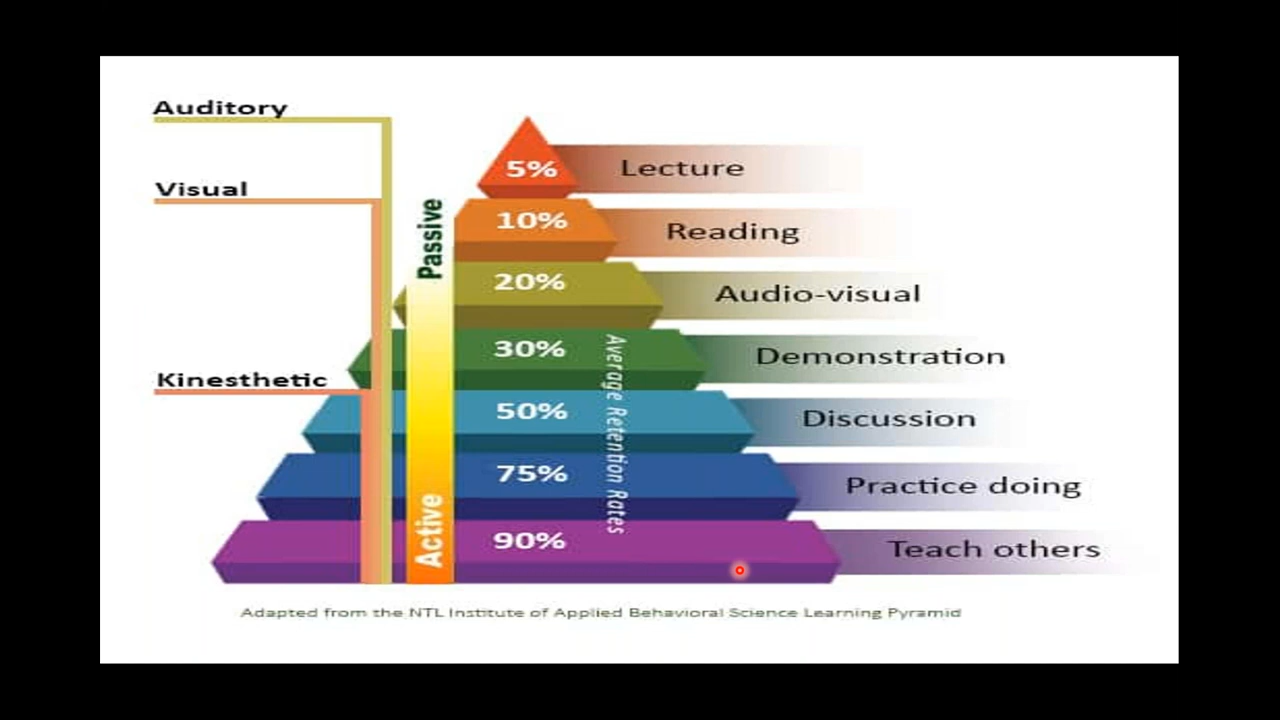 Auditory
Visual
Kinesthetic
Passive
Active
5% Lecture
10% Reading
20% Audio-visual
30% Demonstration
50% Discussion
75% Practice doing
90% Teach others
Average Retention Rates
Adapted from the NTL Institute of Applied Behavioral Science Learning Pyramid